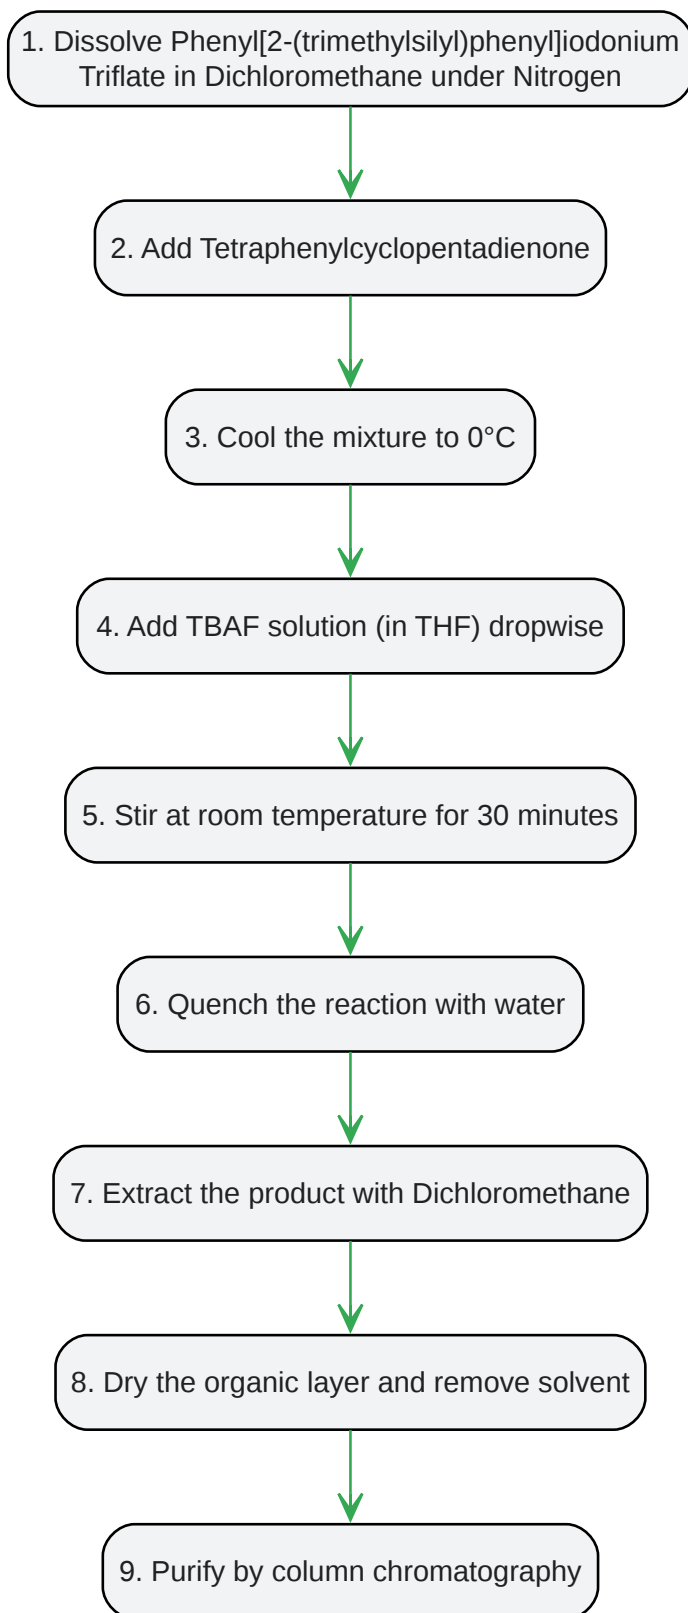 1. Dissolve Phenyl[2-(trimethylsilyl)phenyl]iodonium
Triflate in Dichloromethane under Nitrogen
2. Add Tetraphenylcyclopentadienone
3. Cool the mixture to 0°C
4. Add TBAF solution (in THF) dropwise
5. Stir at room temperature for 30 minutes
6. Quench the reaction with water
7. Extract the product with Dichloromethane
8. Dry the organic layer and remove solvent
9. Purify by column chromatography